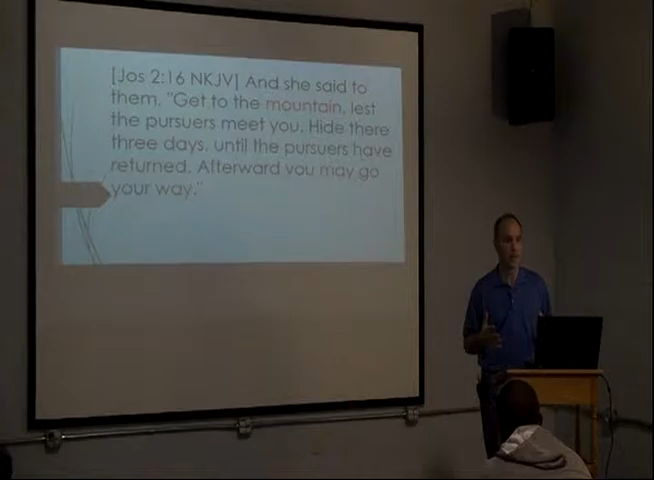 [Jos 2:16 NKJV] And she said to
them, "Get to the mountain, lest
the pursuers meet you. Hide there
three days, until the pursuers have
returned. Afterward you may go
your way."